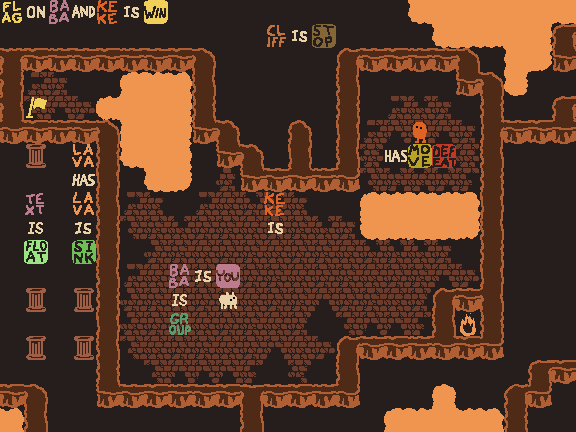 FLAG ON BABA AND KEKE IS WIN
CLIFF IS STOP
HAS MOVE DEFEAT
LAVA
HAS
TEXT LAVA
IS IS
FLOAT SINK
KEKE
IS
BABA IS YOU
IS
GROUP